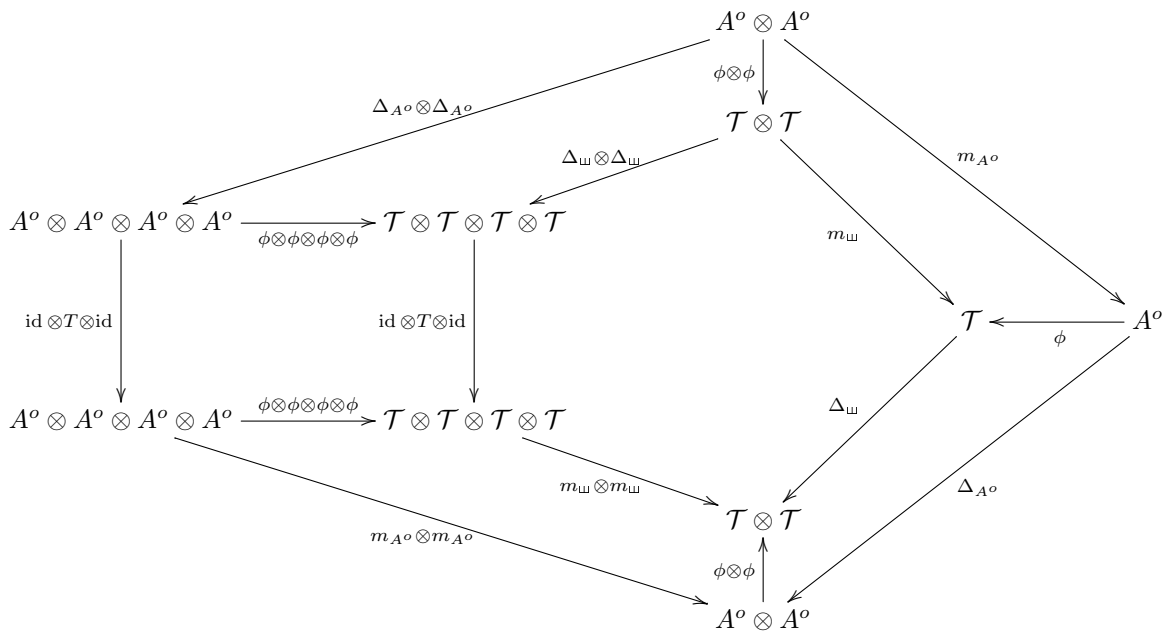 A^o ⊗ A^o
ϕ⊗ϕ
Δ_{A^o} ⊗Δ_{A^o}
𝒯 ⊗ 𝒯
Δ_ш ⊗Δ_ш
m_{A^o}
A^o ⊗ A^o ⊗ A^o ⊗ A^o
ϕ⊗ϕ⊗ϕ⊗ϕ
𝒯 ⊗ 𝒯 ⊗ 𝒯 ⊗ 𝒯
m_ш
id ⊗T⊗id
id ⊗T⊗id
𝒯
ϕ
A^o
A^o ⊗ A^o ⊗ A^o ⊗ A^o
ϕ⊗ϕ⊗ϕ⊗ϕ
𝒯 ⊗ 𝒯 ⊗ 𝒯 ⊗ 𝒯
Δ_ш
m_ш ⊗m_ш
Δ_{A^o}
𝒯 ⊗ 𝒯
m_{A^o} ⊗m_{A^o}
ϕ⊗ϕ
A^o ⊗ A^o